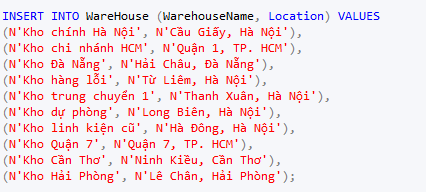 INSERT INTO WareHouse (WarehouseName, Location) VALUES
(N'Kho chính Hà Nội', N'Cầu Giấy, Hà Nội'),
(N'Kho chi nhánh HCM', N'Quận 1, TP. HCM'),
(N'Kho Đà Nẵng', N'Hải Châu, Đà Nẵng'),
(N'Kho hàng lỗi', N'Từ Liêm, Hà Nội'),
(N'Kho trung chuyển 1', N'Thanh Xuân, Hà Nội'),
(N'Kho dự phòng', N'Long Biên, Hà Nội'),
(N'Kho linh kiện cũ', N'Hà Đông, Hà Nội'),
(N'Kho Quận 7', N'Quận 7, TP. HCM'),
(N'Kho Cần Thơ', N'Ninh Kiều, Cần Thơ'),
(N'Kho Hải Phòng', N'Lê Chân, Hải Phòng');